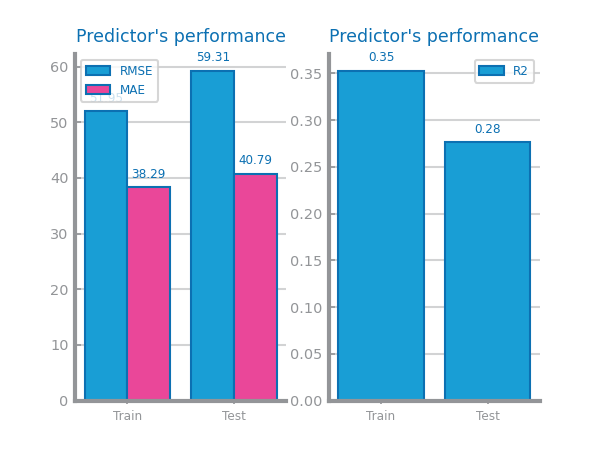 Predictor's performance
60
50
40
30
20
10
0
RMSE
MAE
51.95
38.29
59.31
40.79
Train
Test
Predictor's performance
0.35
0.30
0.25
0.20
0.15
0.10
0.05
0.00
R2
0.35
0.28
Train
Test